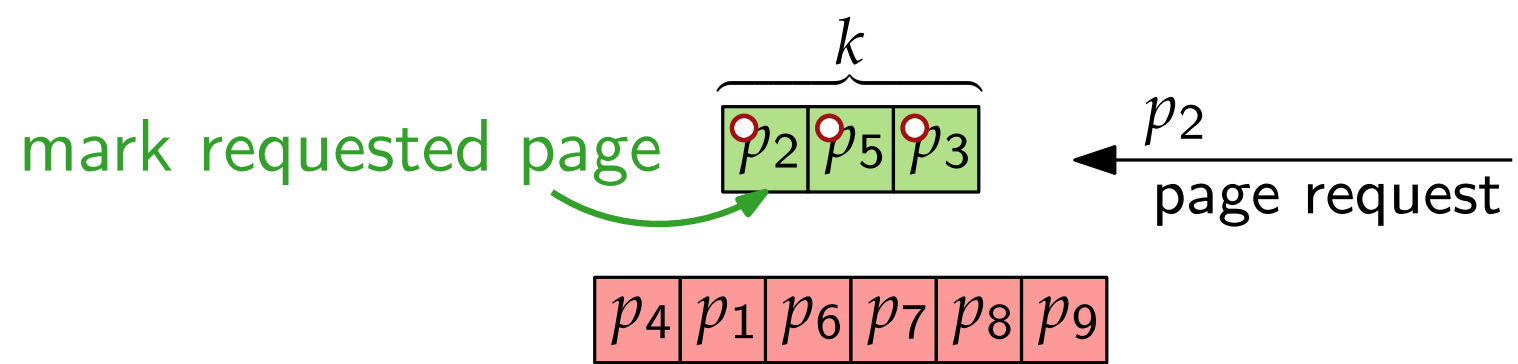 k
mark requested page
p₂ p₅ p₃
p₂
page request
p₄ p₁ p₆ p₇ p₈ p₉